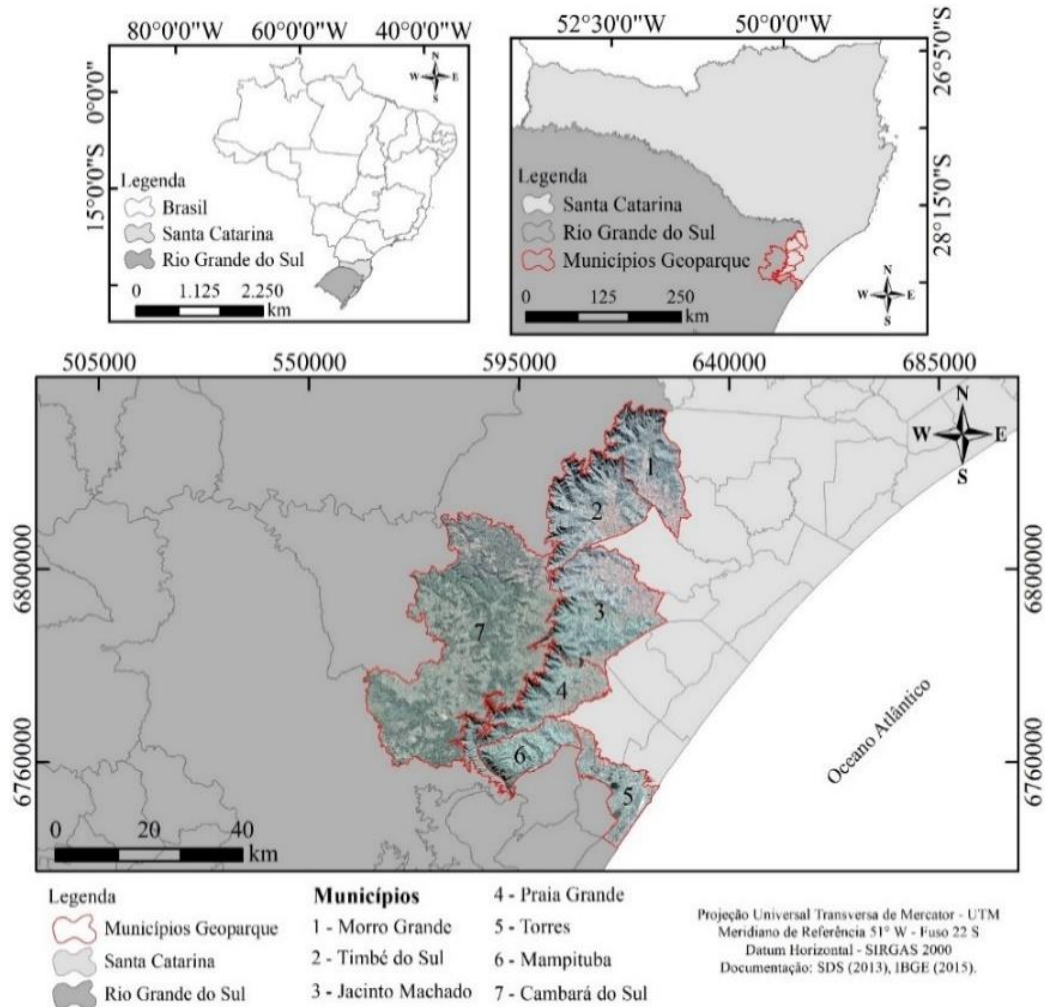 80°0'0"W 60°0'0"W 40°0'0"W
0°0'0"
15°0'0"S
N
W E
S
Legenda
Brasil
Santa Catarina
Rio Grande do Sul
0 1.125 2.250
km
52°30'0"W 50°0'0"W
26°5'0"S
28°15'0"S
Legenda
Santa Catarina
Rio Grande do Sul
Municípios Geoparque
0 125 250
km
N
W E
S
505000 550000 595000 640000 685000
6800000
6760000
6800000
6760000
N
W E
S
1
2
3
7
4
6
5
Oceano Atlântico
0 20 40
km
Legenda
Municípios Geoparque
Santa Catarina
Rio Grande do Sul
Municípios
1 - Morro Grande
2 - Timbé do Sul
3 - Jacinto Machado
4 - Praia Grande
5 - Torres
6 - Mampituba
7 - Cambará do Sul
Projeção Universal Transversa de Mercator - UTM
Meridiano de Referência 51° W - Fuso 22 S
Datum Horizontal - SIRGAS 2000
Documentação: SDS (2013), IBGE (2015).